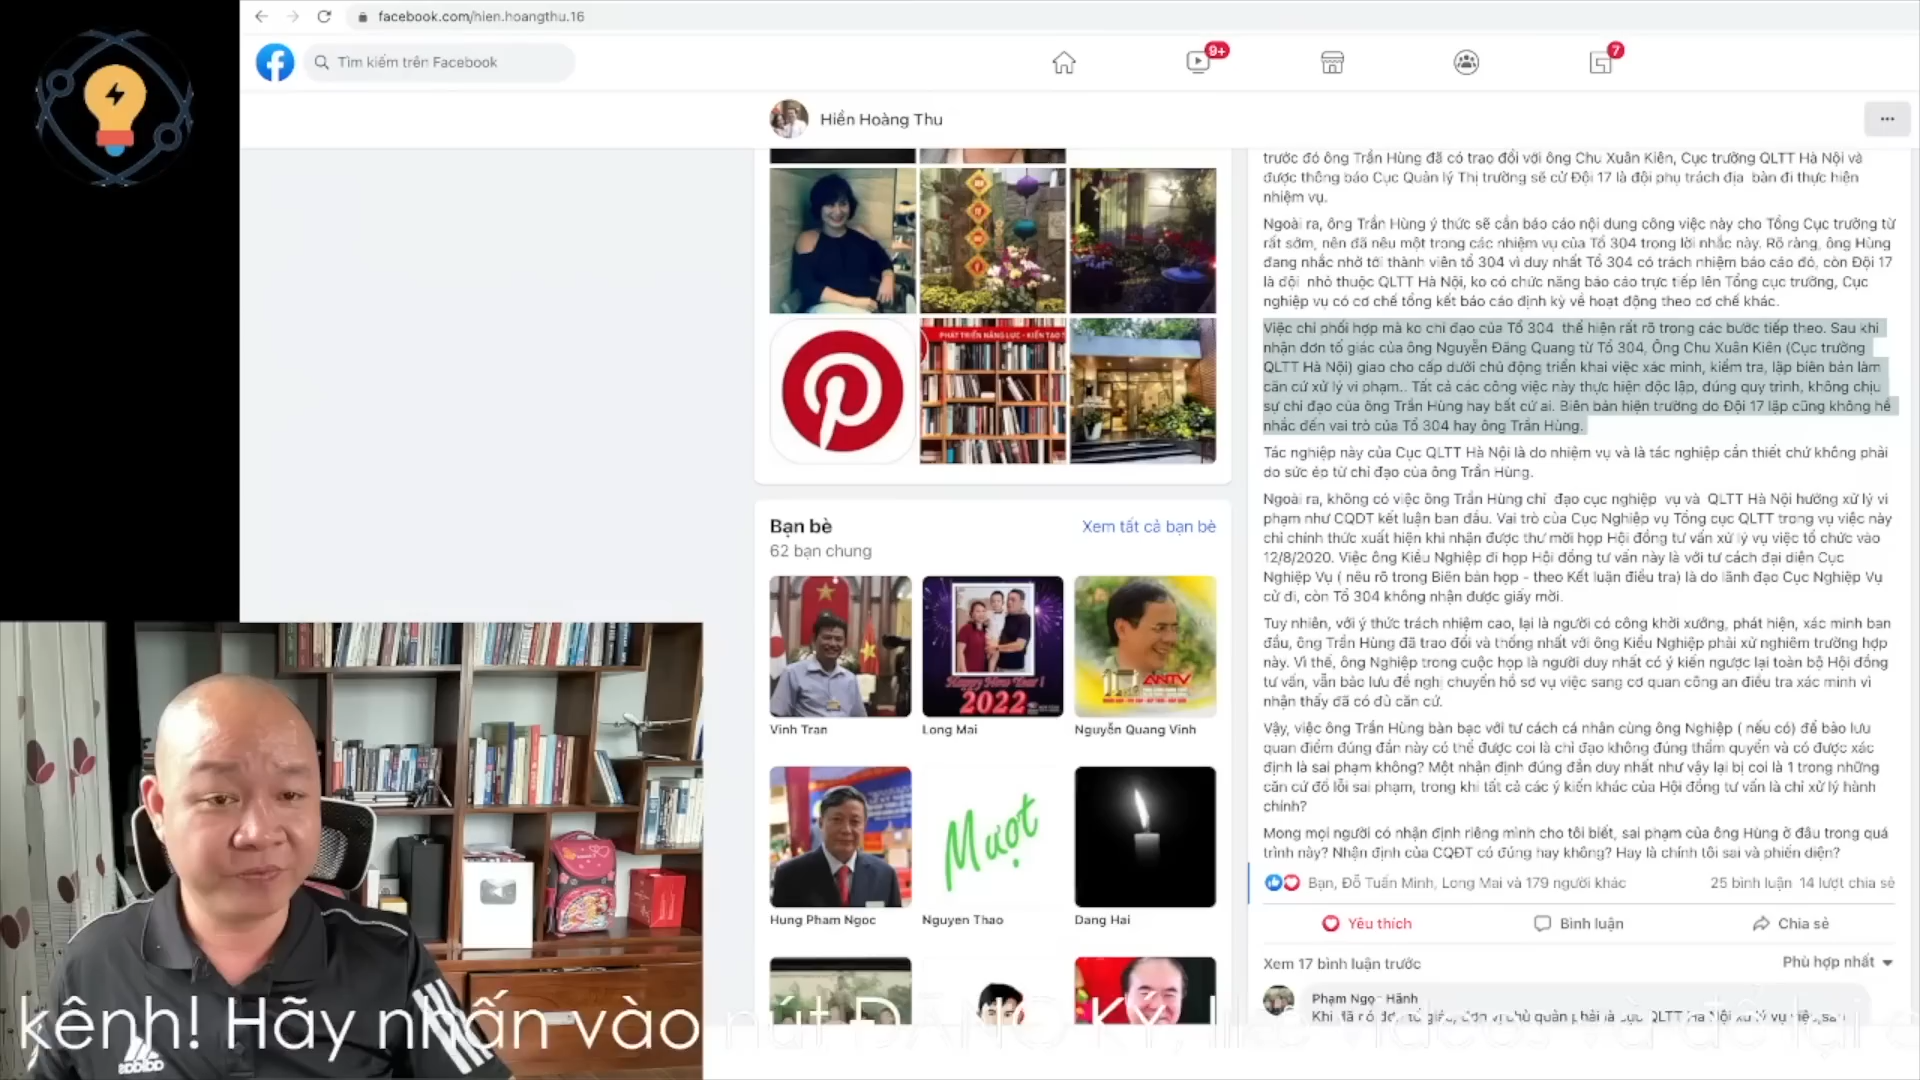 facebook.com/hien.hoangthu.16
Tìm kiếm trên Facebook
9+
7
Hiền Hoàng Thu
PHÁT TRIỂN NĂNG LỰC - KIẾN TẠO
Bạn bè
Xem tất cả bạn bè
62 bạn chung
Happy New Year!
2022
ANTV
Vinh Tran
Long Mai
Nguyễn Quang Vinh
Mượt
Hung Pham Ngoc
Nguyen Thao
Dang Hai
trước đó ông Trần Hùng đã có trao đổi với ông Chu Xuân Kiên, Cục trưởng QLTT Hà Nội và
được thông báo Cục Quản lý Thị trường sẽ cử Đội 17 là đội phụ trách địa bàn đi thực hiện
nhiệm vụ.
Ngoài ra, ông Trần Hùng ý thức sẽ cần báo cáo nội dung công việc này cho Tổng Cục trưởng từ
rất sớm, nên đã nêu một trong các nhiệm vụ của Tổ 304 trong lời nhắc này. Rõ ràng, ông Hùng
đang nhắc nhở tới thành viên tổ 304 vì duy nhất Tổ 304 có trách nhiệm báo cáo đó, còn Đội 17
là đội nhỏ thuộc QLTT Hà Nội, ko có chức năng báo cáo trực tiếp lên Tổng cục trưởng, Cục
nghiệp vụ có cơ chế tổng kết báo cáo định kỳ về hoạt động theo cơ chế khác.
Việc chỉ phối hợp mà ko chỉ đạo của Tổ 304 thể hiện rất rõ trong các bước tiếp theo. Sau khi
nhận đơn tố giác của ông Nguyễn Đăng Quang từ Tổ 304, Ông Chu Xuân Kiên (Cục trưởng
QLTT Hà Nội) giao cho cấp dưới chủ động triển khai việc xác minh, kiểm tra, lập biên bản làm
căn cứ xử lý vi phạm.. Tất cả các công việc này thực hiện độc lập, đúng quy trình, không chịu
sự chỉ đạo của ông Trần Hùng hay bất cứ ai. Biên bản hiện trường do Đội 17 lập cũng không hề
nhắc đến vai trò của Tổ 304 hay ông Trần Hùng.
Tác nghiệp này của Cục QLTT Hà Nội là do nhiệm vụ và là tác nghiệp cần thiết chứ không phải
do sức ép từ chỉ đạo của ông Trần Hùng.
Ngoài ra, không có việc ông Trần Hùng chỉ đạo cục nghiệp vụ và QLTT Hà Nội hướng xử lý vi
phạm như CQDT kết luận ban đầu. Vai trò của Cục Nghiệp vụ Tổng cục QLTT trong vụ việc này
chỉ chính thức xuất hiện khi nhận được thư mời họp Hội đồng tư vấn xử lý vụ việc tổ chức vào
12/8/2020. Việc ông Kiều Nghiệp đi họp Hội đồng tư vấn này là với tư cách đại diện Cục
Nghiệp Vụ ( nêu rõ trong Biên bản họp - theo Kết luận điều tra) là do lãnh đạo Cục Nghiệp Vụ
cử đi, còn Tổ 304 không nhận được giấy mời.
Tuy nhiên, với ý thức trách nhiệm cao, lại là người có công khởi xướng, phát hiện, xác minh ban
đầu, ông Trần Hùng đã trao đổi và thống nhất với ông Kiều Nghiệp phải xử nghiêm trường hợp
này. Vì thế, ông Nghiệp trong cuộc họp là người duy nhất có ý kiến ngược lại toàn bộ Hội đồng
tư vấn, vẫn bảo lưu đề nghị chuyển hồ sơ vụ việc sang cơ quan công an điều tra xác minh vì
nhận thấy đã có đủ căn cứ.
Vậy, việc ông Trần Hùng bàn bạc với tư cách cá nhân cùng ông Nghiệp ( nếu có) để bảo lưu
quan điểm đúng đắn này có thể được coi là chỉ đạo không đúng thẩm quyền và có được xác
định là sai phạm không? Một nhận định đúng đắn duy nhất như vậy lại bị coi là 1 trong những
căn cứ đổ lỗi sai phạm, trong khi tất cả các ý kiến khác của Hội đồng tư vấn là chỉ xử lý hành
chính?
Mong mọi người có nhận định riêng mình cho tôi biết, sai phạm của ông Hùng ở đâu trong quá
trình này? Nhận định của CQĐT có đúng hay không? Hay là chính tôi sai và phiến diện?
Bạn, Đỗ Tuấn Minh, Long Mai và 179 người khác
25 bình luận 14 lượt chia sẻ
Yêu thích
Bình luận
Chia sẻ
Xem 17 bình luận trước
Phù hợp nhất
Phạm Ngọc Hãnh
kênh! Hãy nhấn vào nút ĐĂNG KÝ, like videos và để lại
adidas